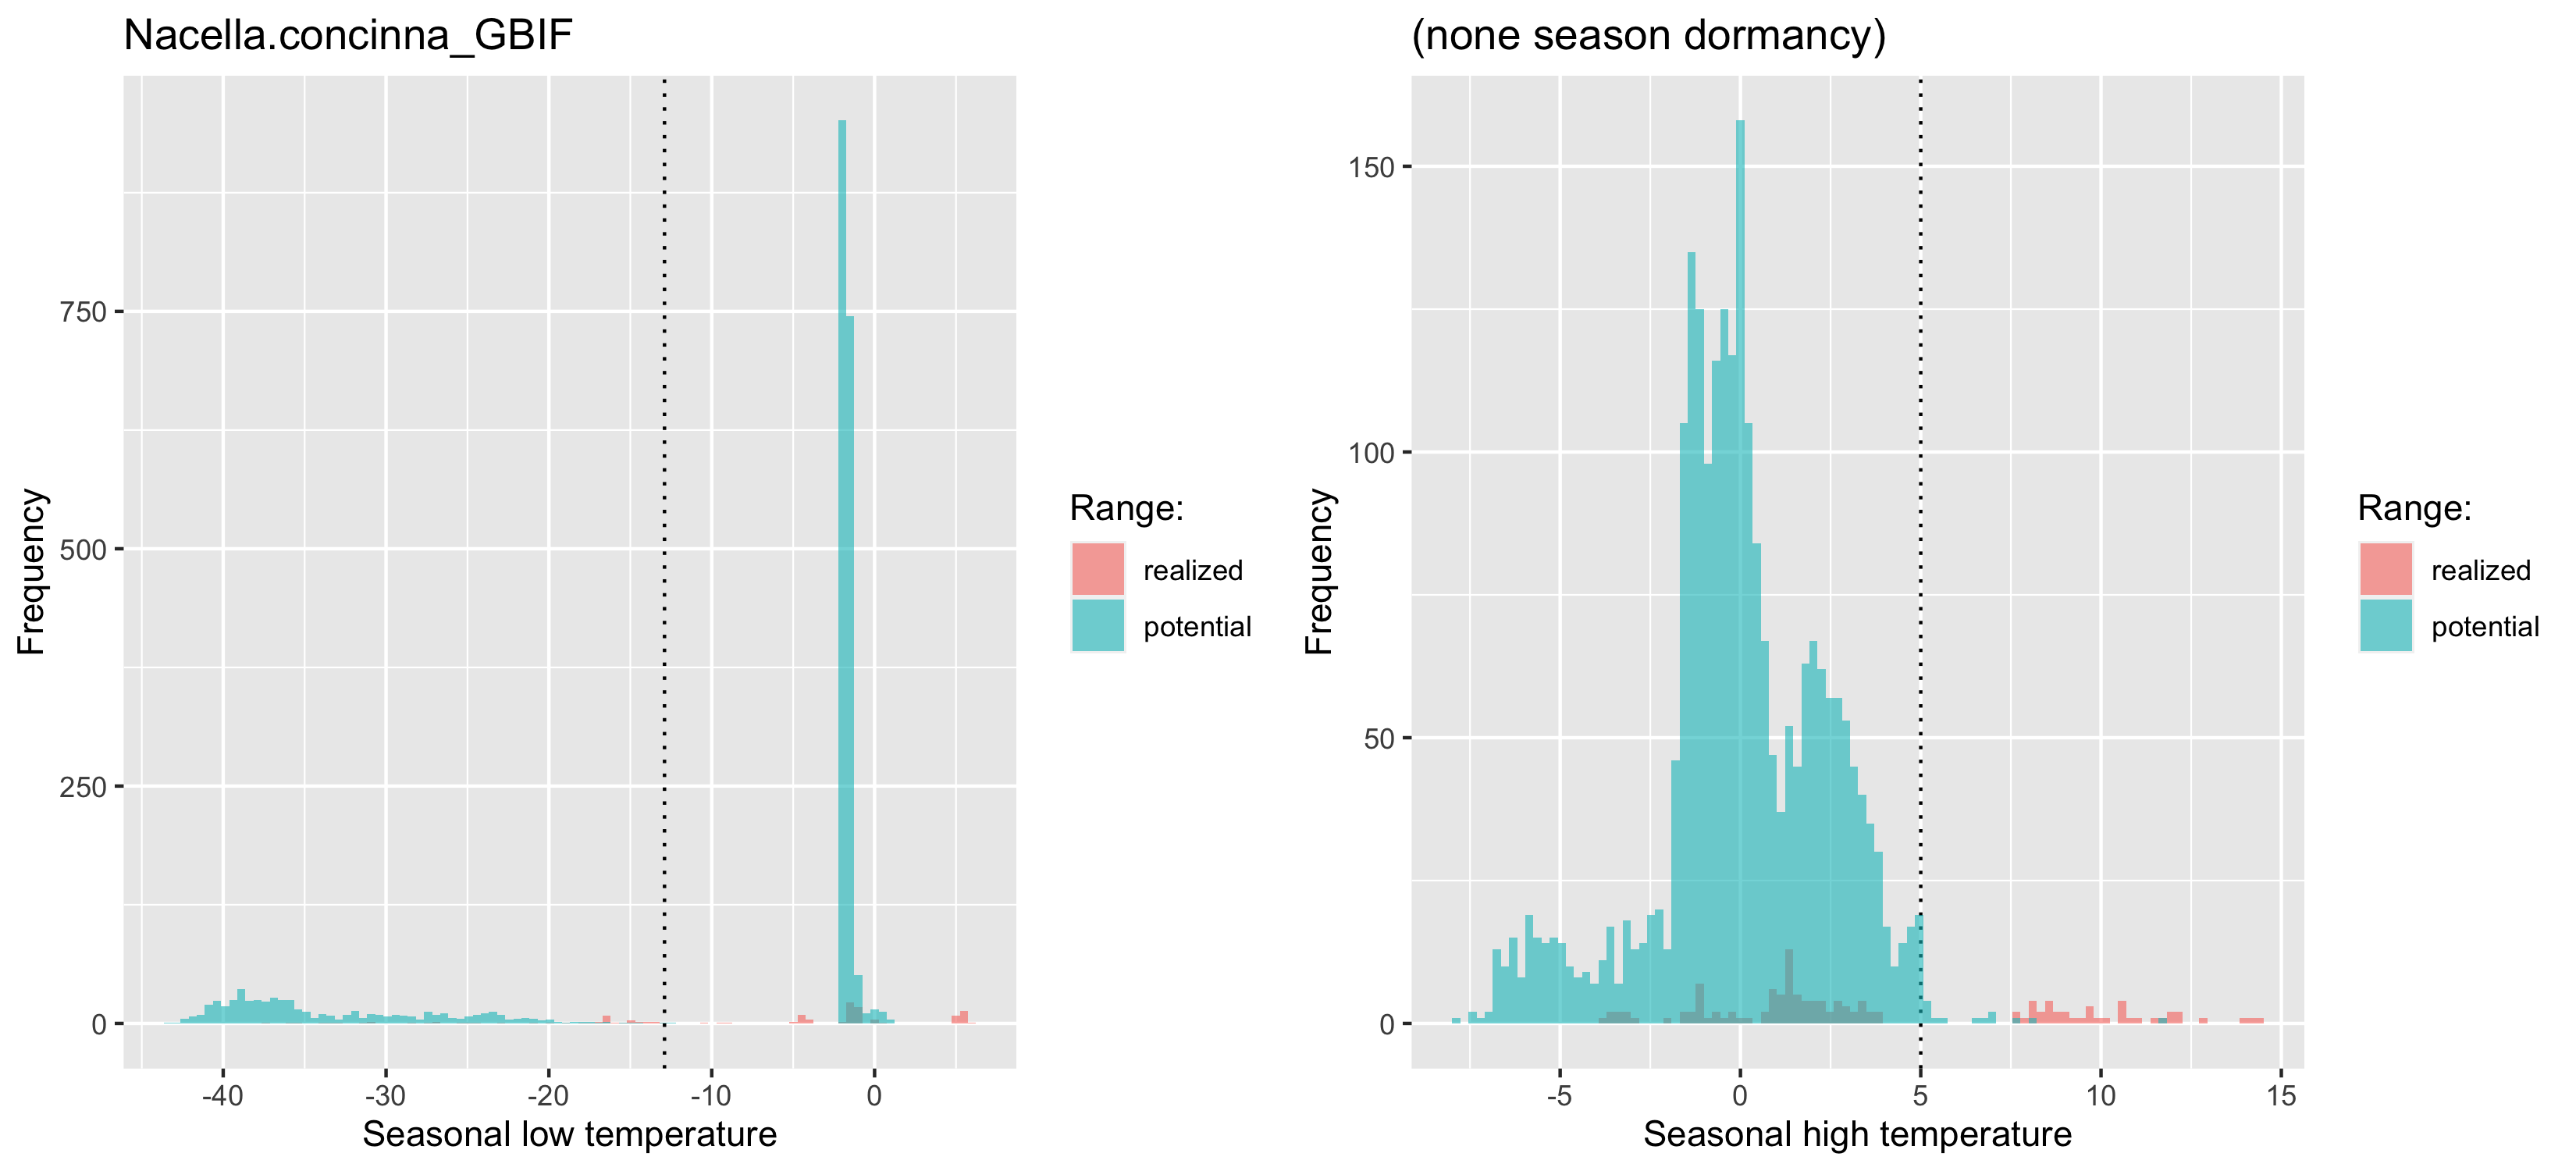 Nacella.concinna_GBIF
Frequency
750
500
250
0
-40 -30 -20 -10 0
Seasonal low temperature
Range:
realized
potential
(none season dormancy)
Frequency
150
100
50
0
-5 0 5 10 15
Seasonal high temperature
Range:
realized
potential